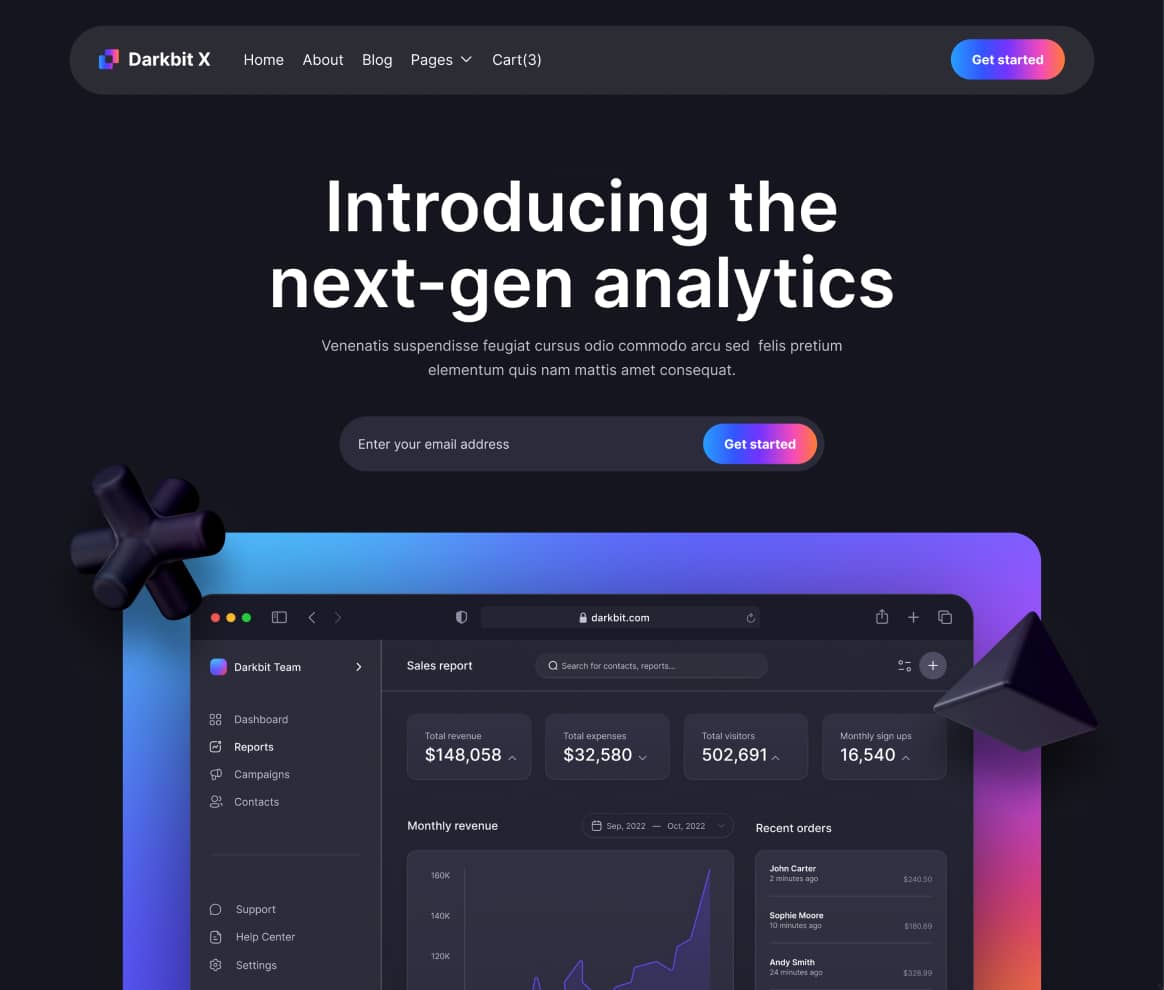 Darkbit X
Home
About
Blog
Pages
Cart(3)
Get started
Introducing the
next-gen analytics
Venenatis suspendisse feugiat cursus odio commodo arcu sed felis pretium
elementum quis nam mattis amet consequat.
Enter your email address
Get started
darkbit.com
Darkbit Team
Sales report
Search for contacts, reports...
Dashboard
Reports
Campaigns
Contacts
Support
Help Center
Settings
Total revenue
$148,058
Total expenses
$32,580
Total visitors
502,691
Monthly sign ups
16,540
Monthly revenue
Sep, 2022 — Oct, 2022
160K
140K
120K
Recent orders
John Carter
2 minutes ago
$240.50
Sophie Moore
10 minutes ago
$180.89
Andy Smith
24 minutes ago
$328.99